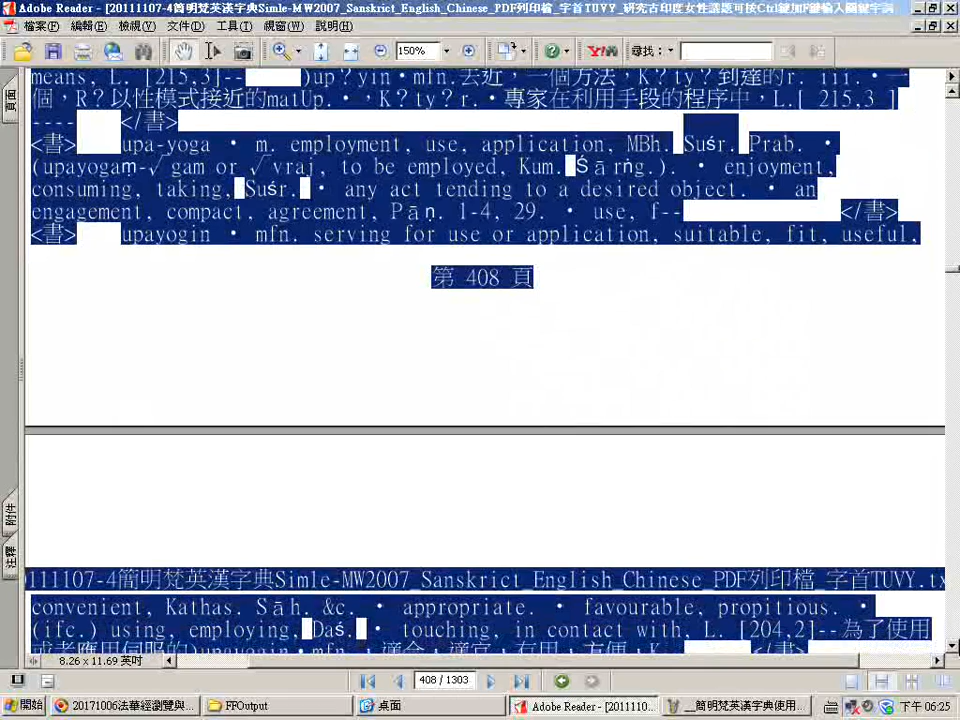 Adobe Reader - [20111107-4簡明梵英漢字典Simle-MW2007_Sanskrict_English_Chinese_PDF列印檔_字首TUVY_研究古印度女性議題可按Ctrl鍵加F鍵輸入關鍵字詞
檔案(F) 編輯(E) 檢視(V) 文件(D) 工具(T) 視窗(W) 說明(H)
150% 尋找:
頁面
means, L. [215,3]-- )up？yin•mfn.去近，一個方法，K？ty？到達的r. iii.•一
個，R？以性模式接近的matUp.•,K？ty？r.•專家在利用手段的程序中，L.[ 215,3 ]
---- </書>
<書> upa-yoga • m. employment, use, application, MBh. Suśr. Prab. •
(upayogaṃ-√gam or √vraj, to be employed, Kum. Śārṅg.). • enjoyment,
consuming, taking, Suśr. • any act tending to a desired object. • an
engagement, compact, agreement, Pāṇ. 1-4, 29. • use, f-- </書>
<書> upayogin • mfn. serving for use or application, suitable, fit, useful,
第 408 頁
附件
註釋
111107-4簡明梵英漢字典Simle-MW2007_Sanskrict_English_Chinese_PDF列印檔_字首TUVY.tx
convenient, Kathas. Sāh. &c. • appropriate. • favourable, propitious. •
(ifc.) using, employing, Daś. • touching, in contact with, L. [204,2]--為了使用
8.26 x 11.69 英吋
408 / 1303
開始 20171006法華經瀏覽與... FFOutput 桌面 Adobe Reader - [2011110... __簡明梵英漢字典使用... 下午 06:25